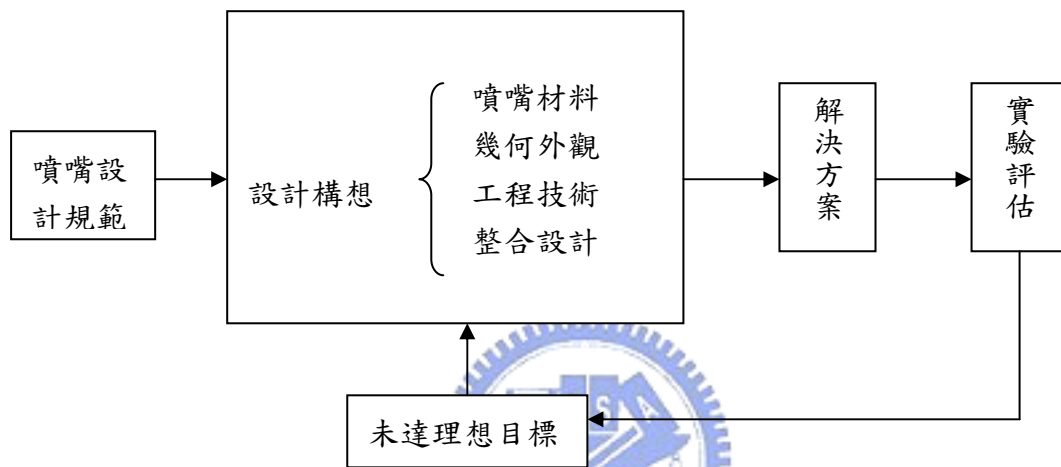 噴嘴設
計規範
設計構想
噴嘴材料
幾何外觀
工程技術
整合設計
解決方案
實驗評估
未達理想目標